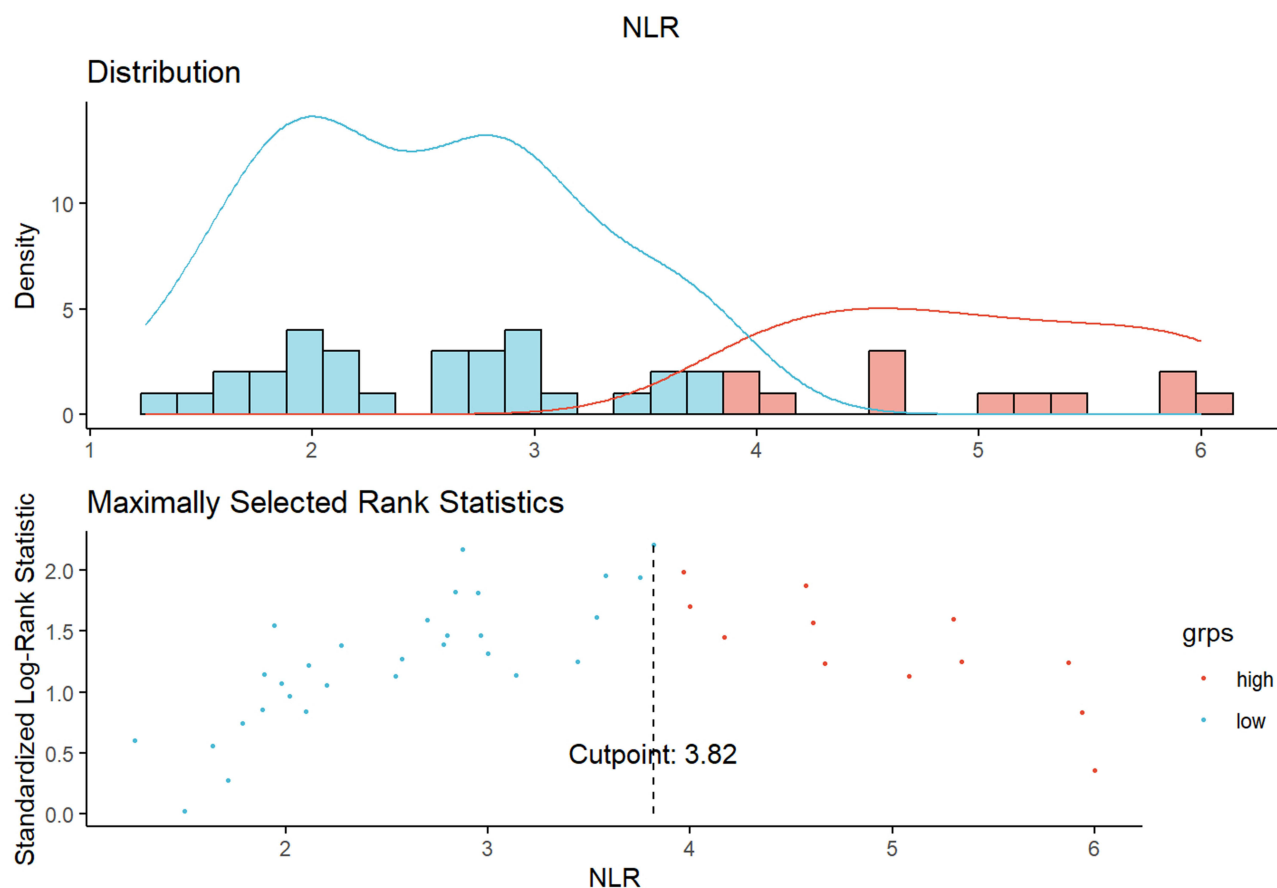 NLR
Distribution
Density
10
5
0
1 2 3 4 5 6
Maximally Selected Rank Statistics
Standardized Log-Rank Statistic
2.0
1.5
1.0
0.5
0.0
Cutpoint: 3.82
2 3 4 5 6
NLR
grps
high
low